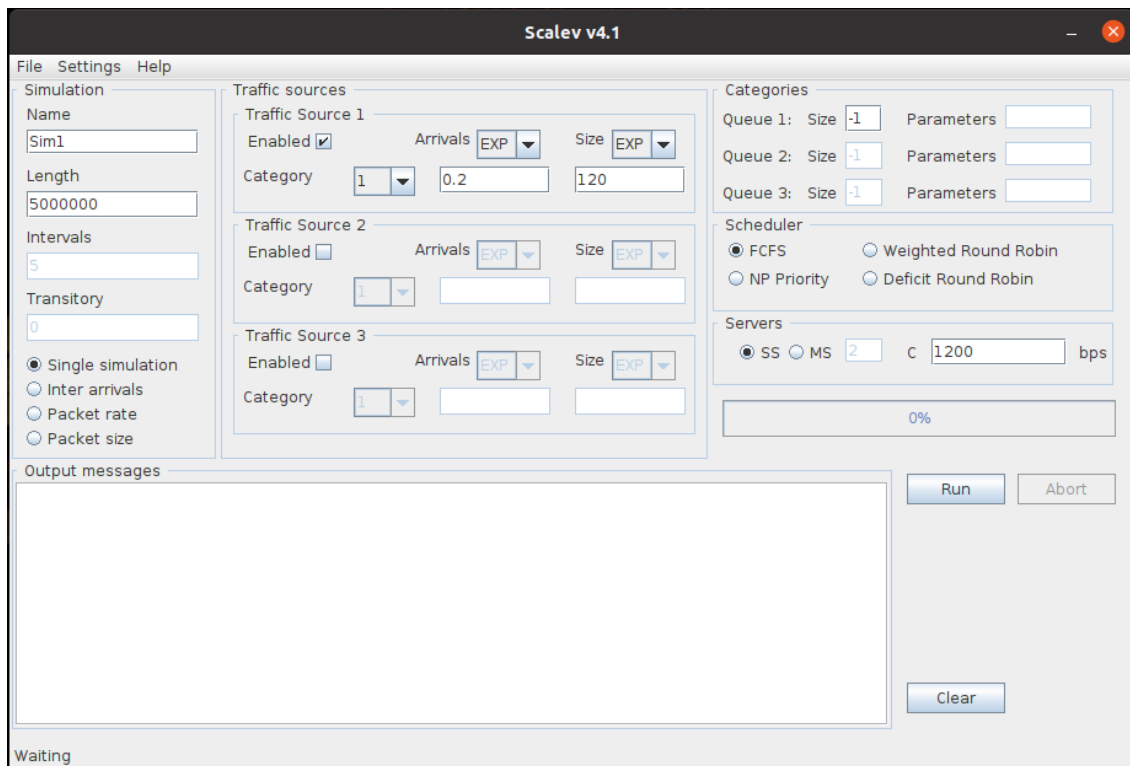 Scalev v4.1
File Settings Help
Simulation
Name
Sim1
Length
5000000
Intervals
5
Transitory
0
Single simulation
Inter arrivals
Packet rate
Packet size
Traffic sources
Traffic Source 1
Enabled Arrivals EXP Size EXP
Category 1 0.2 120
Traffic Source 2
Enabled Arrivals EXP Size EXP
Category 1
Traffic Source 3
Enabled Arrivals EXP Size EXP
Category 1
Categories
Queue 1: Size -1 Parameters
Queue 2: Size -1 Parameters
Queue 3: Size -1 Parameters
Scheduler
FCFS Weighted Round Robin
NP Priority Deficit Round Robin
Servers
SS MS 2 C 1200 bps
0%
Output messages
Run Abort
Clear
Waiting